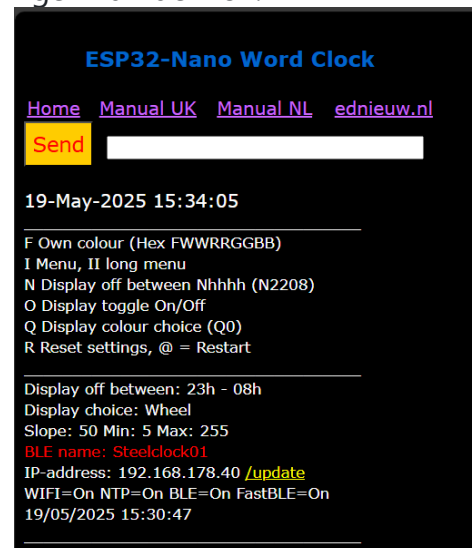 ESP32-Nano Word Clock
Home Manual UK Manual NL ednieuw.nl
Send
19-May-2025 15:34:05
F Own colour (Hex FWWRRGGBB)
I Menu, II long menu
N Display off between Nhhhh (N2208)
O Display toggle On/Off
Q Display colour choice (Q0)
R Reset settings, @ = Restart
Display off between: 23h - 08h
Display choice: Wheel
Slope: 50 Min: 5 Max: 255
BLE name: Steelclock01
IP-address: 192.168.178.40 /update
WIFI=On NTP=On BLE=On FastBLE=On
19/05/2025 15:30:47